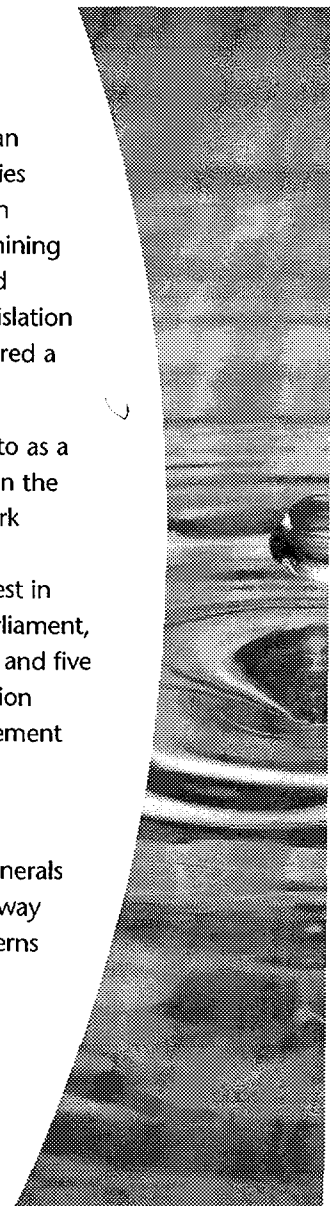 an
ies
n
nining
d
islation
red a
to as a
n the
rk
est in
rliament,
and five
ion
ement
nerals
way
erns